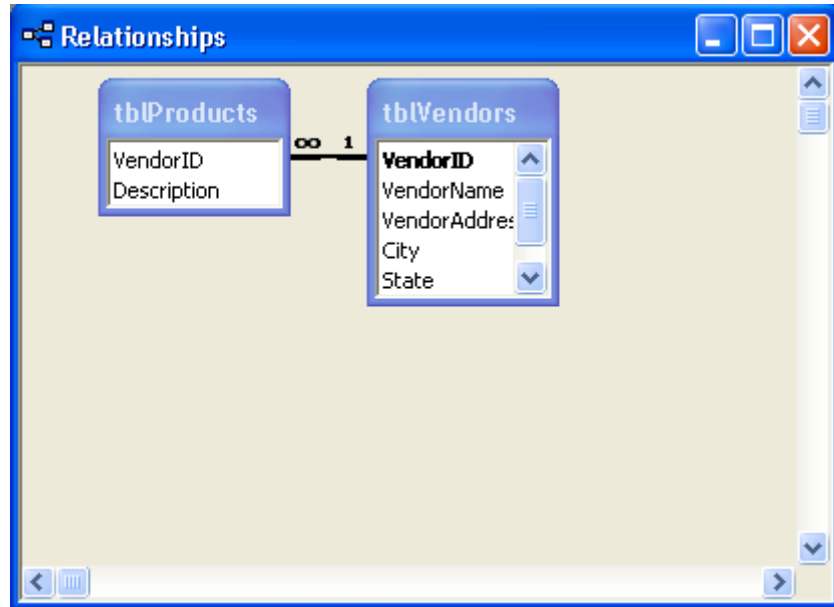 Relationships
tblProducts
VendorID
Description
∞ 1
tblVendors
VendorID
VendorName
VendorAddres
City
State